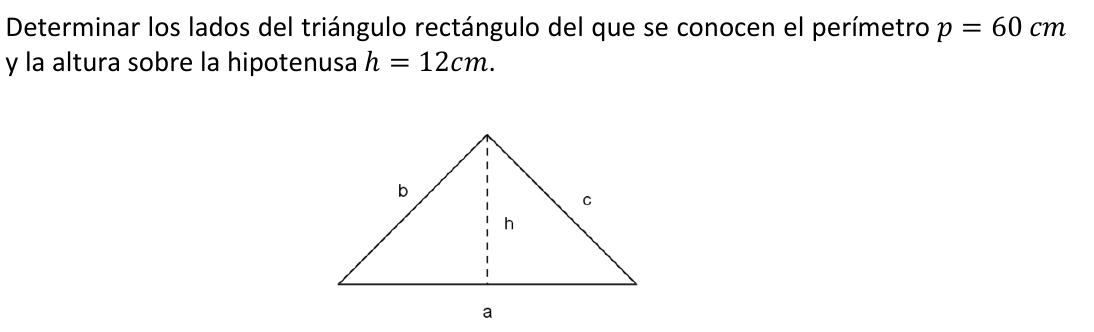 Determinar los lados del triángulo rectángulo del que se conocen el perímetro p = 60 cm
y la altura sobre la hipotenusa h = 12cm.
b
c
h
a